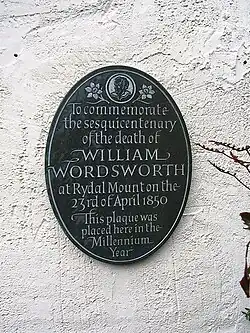 To commemorate
the sesquicentenary
of the death of
WILLIAM
WORDSWORTH
at Rydal Mount on the
23rd of April 1850
This plaque was
placed here in the
Millennium
Year